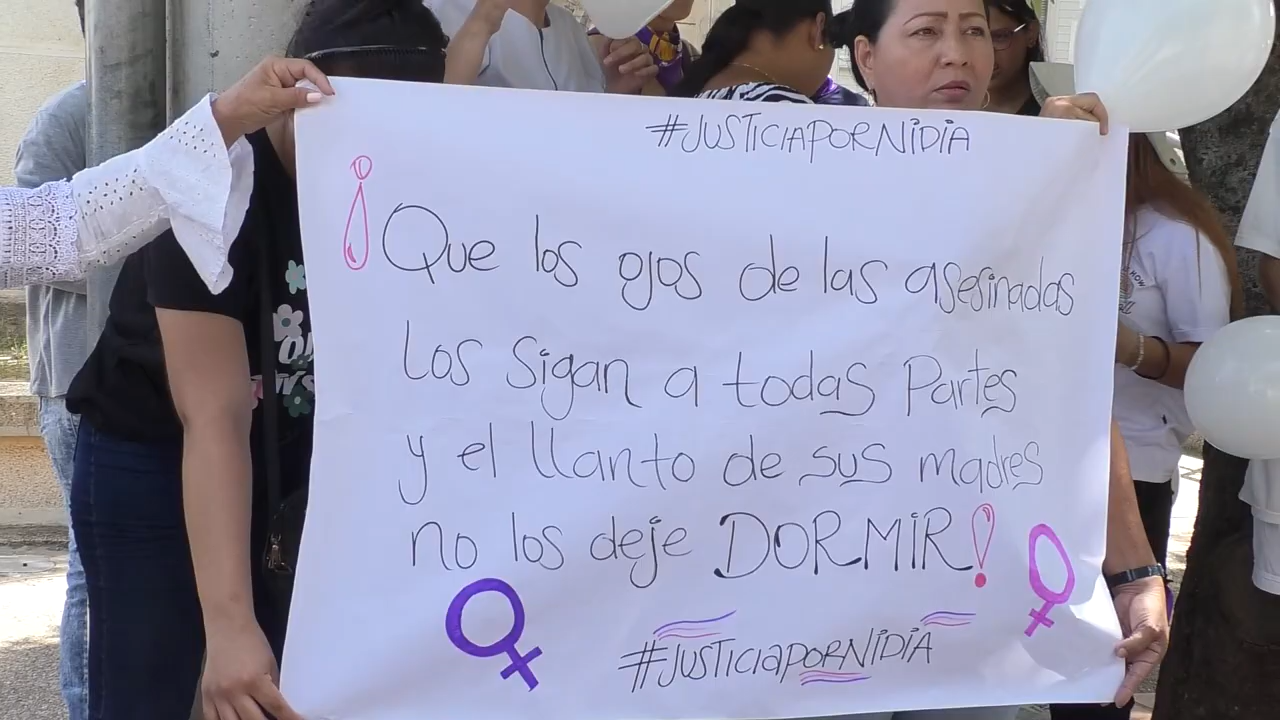 #JUSTICIAPORNIDIA
¡Que los ojos de las asesinadas
Los sigan a todas Partes
y el llanto de sus madres
no los deje DORMIR!
#JUSTICIAPORNIDIA